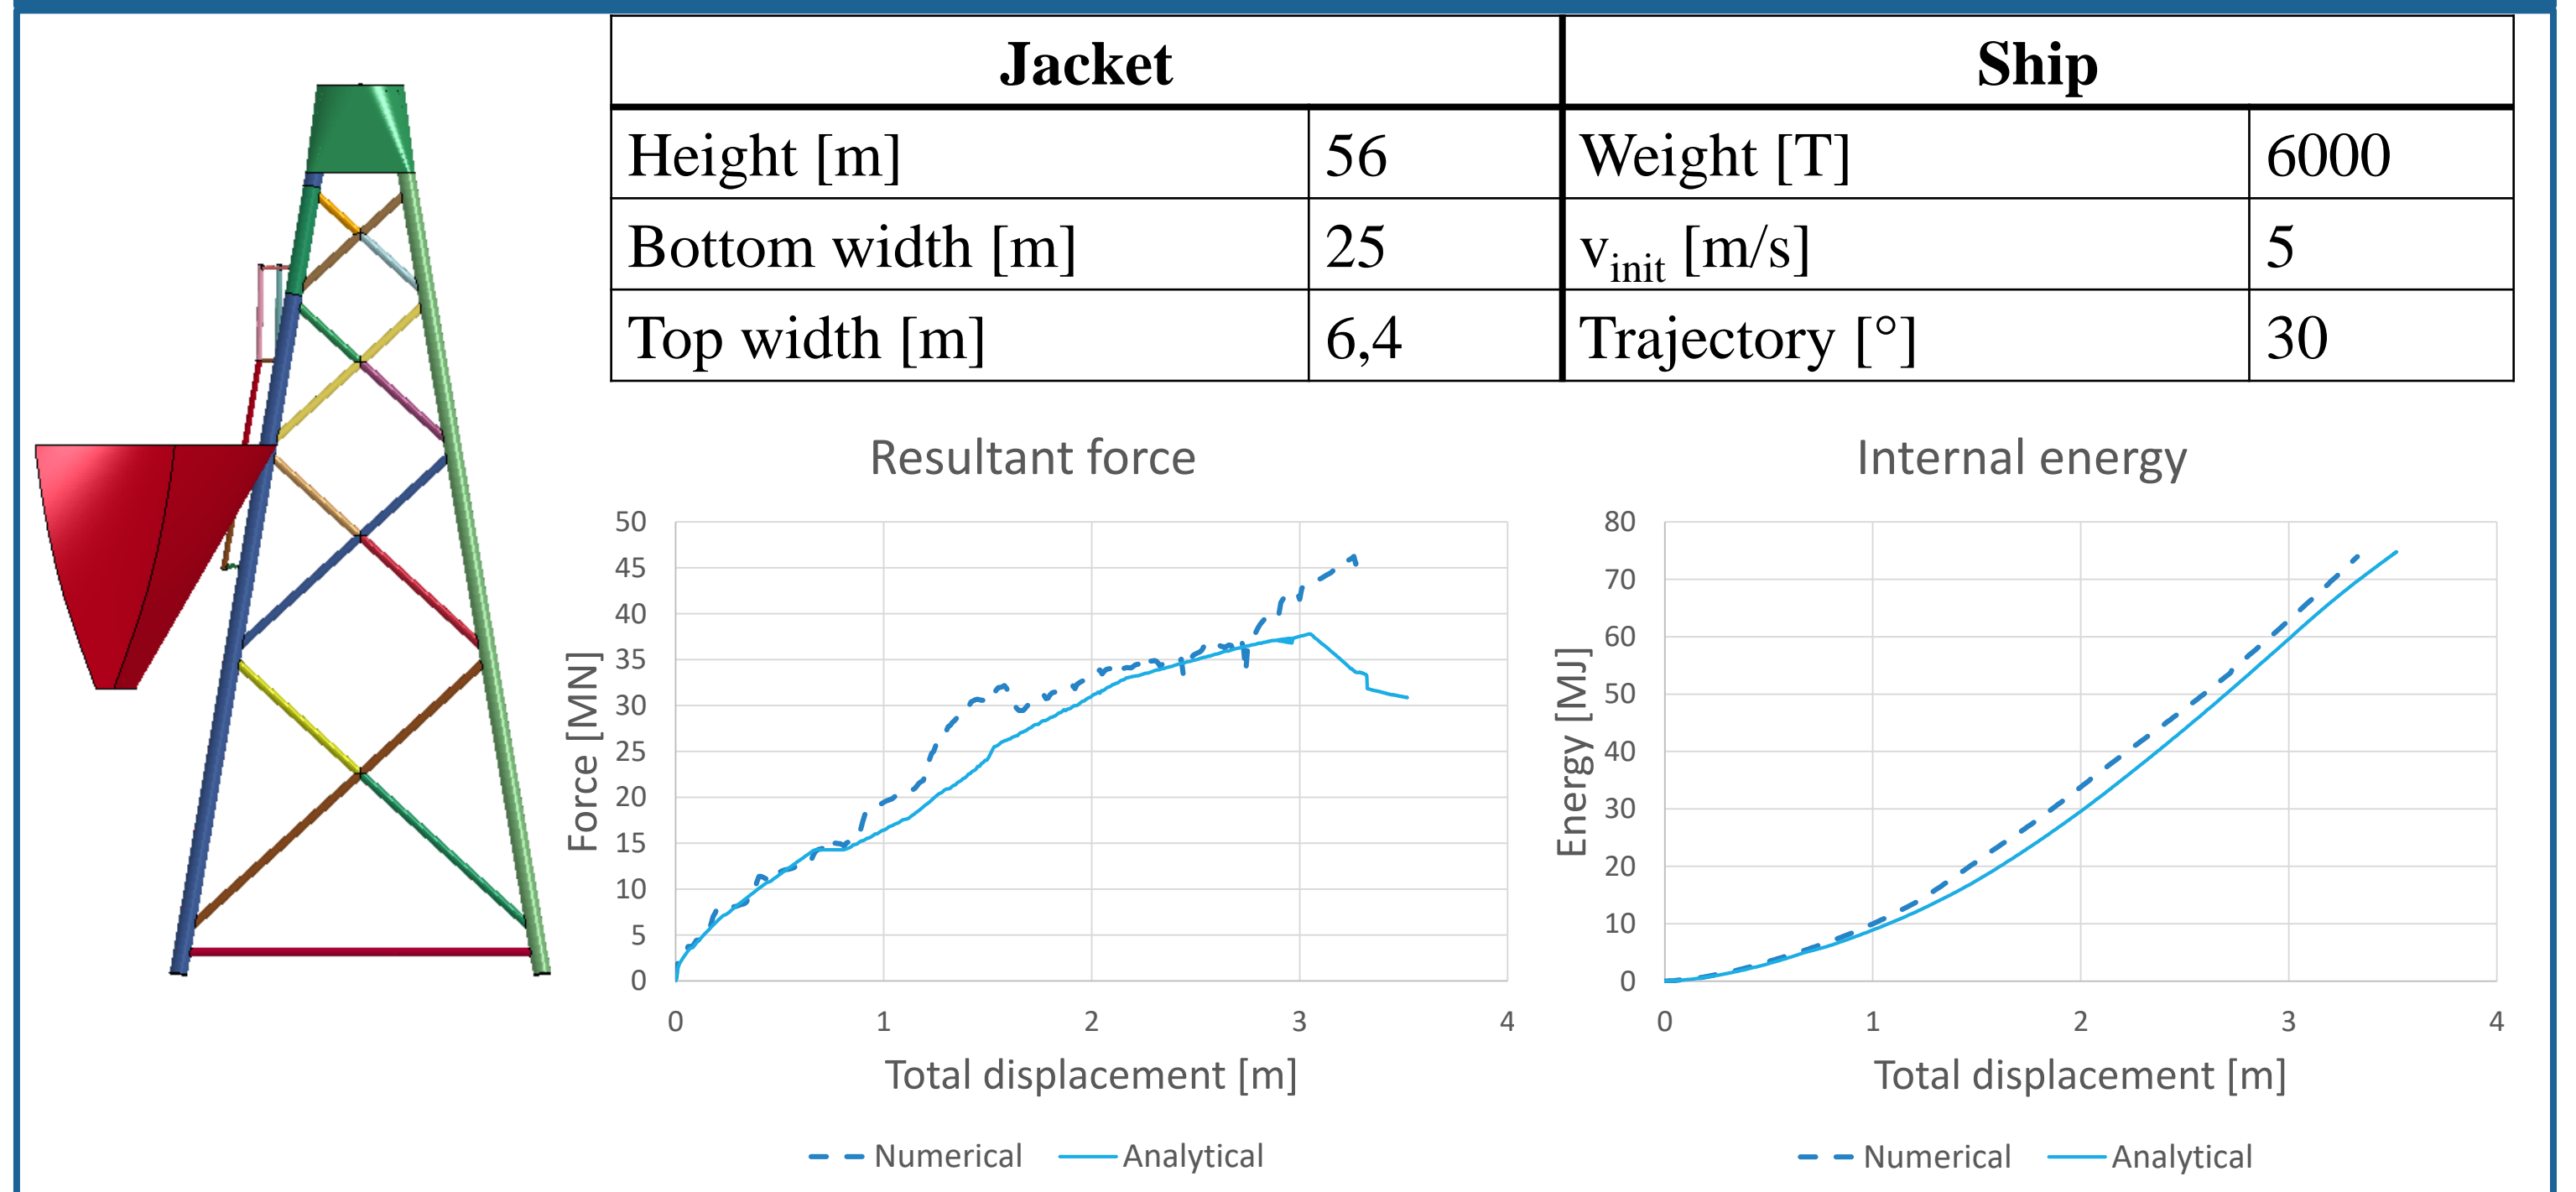 Jacket Ship
Height [m] 56 Weight [T] 6000
Bottom width [m] 25 v_init [m/s] 5
Top width [m] 6,4 Trajectory [°] 30
Resultant force
50
45
40
35
30
25
20
15
10
5
0
Force [MN]
0 1 2 3 4
Total displacement [m]
Numerical Analytical
Internal energy
80
70
60
50
40
30
20
10
0
Energy [MJ]
0 1 2 3 4
Total displacement [m]
Numerical Analytical